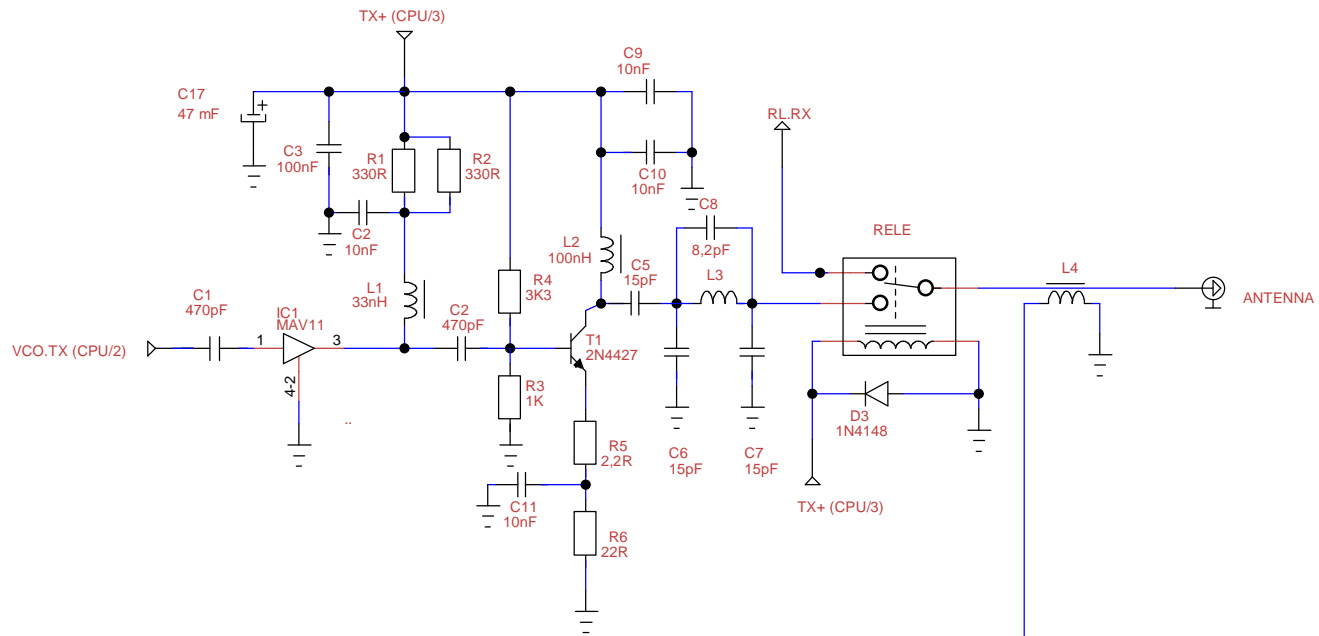 TX+ (CPU/3)
C17
47 mF
C3
100nF
R1
330R
R2
330R
C2
10nF
C9
10nF
C10
10nF
RL.RX
C8
8,2pF
RELE
L2
100nH
C5
15pF
L3
L4
ANTENNA
L1
33nH
R4
3K3
C1
470pF
IC1
MAV11
1
3
4-2
C2
470pF
VCO.TX (CPU/2)
T1
2N4427
R3
1K
..
D3
1N4148
R5
2,2R
C6
15pF
C7
15pF
C11
10nF
TX+ (CPU/3)
R6
22R